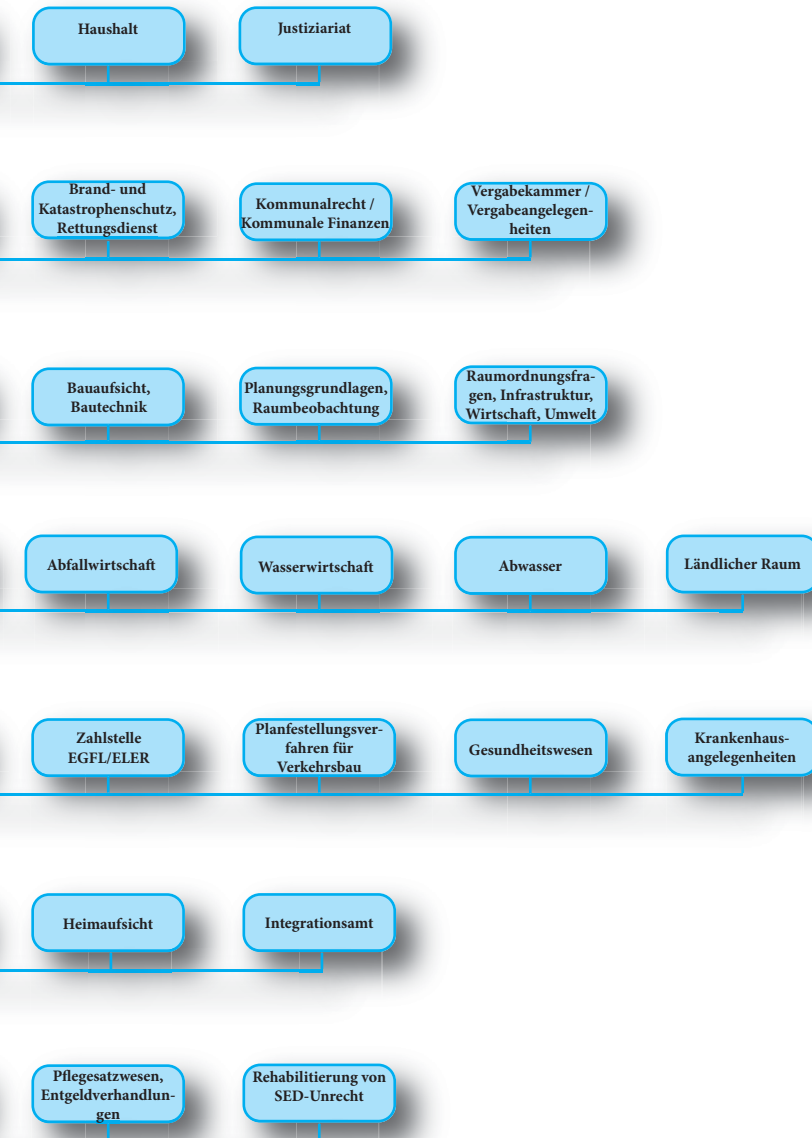 Haushalt
Justiziariat
Brand- und
Katastrophenschutz,
Rettungsdienst
Kommunalrecht /
Kommunale Finanzen
Vergabekammer /
Vergabeangelegen-
heiten
Bauaufsicht,
Bautechnik
Planungsgrundlagen,
Raumbeobachtung
Raumordnungsfra-
gen, Infrastruktur,
Wirtschaft, Umwelt
Abfallwirtschaft
Wasserwirtschaft
Abwasser
Ländlicher Raum
Zahlstelle
EGFL/ELER
Planfestellungsver-
fahren für
Verkehrsbau
Gesundheitswesen
Krankenhaus-
angelegenheiten
Heimaufsicht
Integrationsamt
Pflegesatzwesen,
Entgeldverhandlun-
gen
Rehabilitierung von
SED-Unrecht